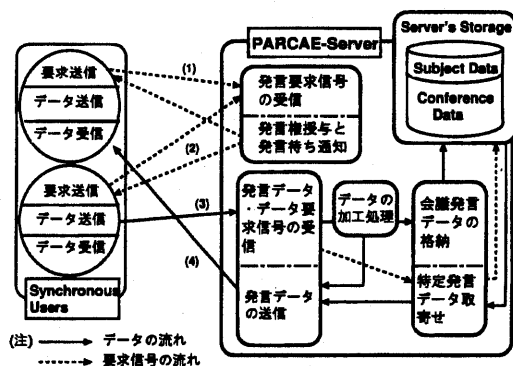 PARCAE-Server
Server's Storage
Subject Data
Conference
Data
要求送信
データ送信
データ受信
要求送信
データ送信
データ受信
Synchronous
Users
(1)
(2)
(3)
(4)
発言要求信号
の受信
発言権授与と
発言待ち通知
発言データ
・データ要
求信号の受
信
発言データ
の送信
データの
加工処理
会議発言
データの
格納
特定発言
データ取
寄せ
(注)
データの流れ
要求信号の流れ